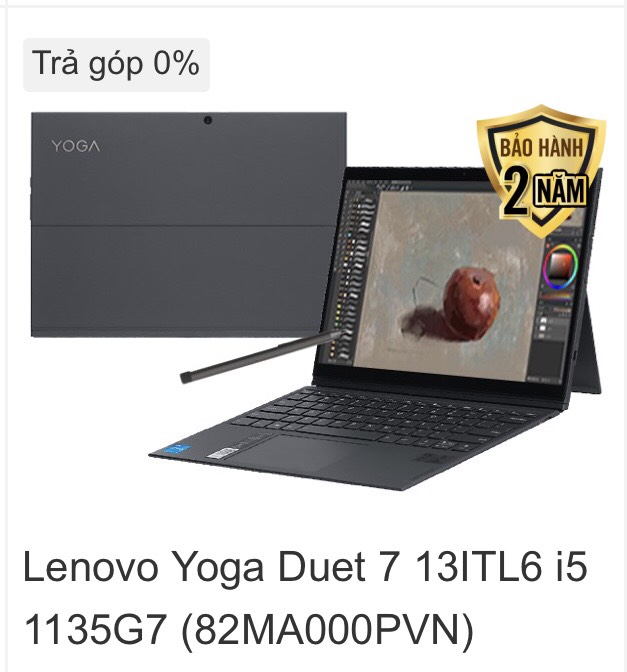 Trả góp 0%
YOGA
BẢO HÀNH
2 NĂM
Lenovo Yoga Duet 7 13ITL6 i5
1135G7 (82MA000PVN)